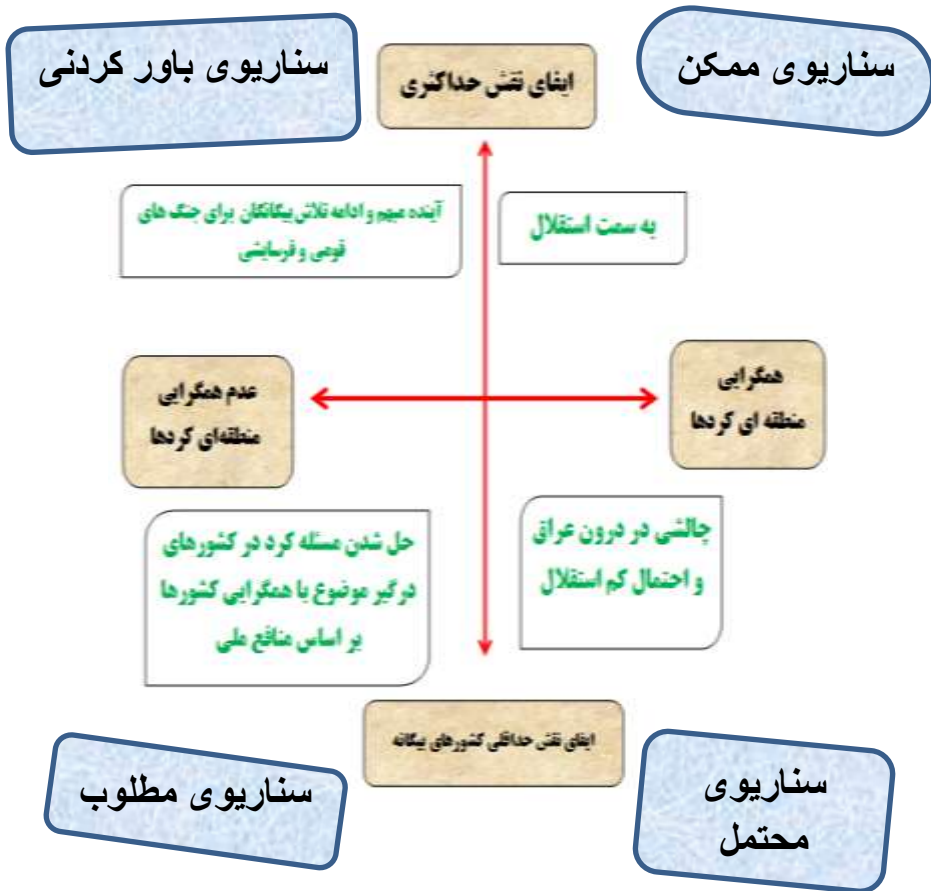 سناریوی ممکن
ایفای نقش حداکثری
سناریوی باور کردنی
به سمت استقلال
آینده مبهم و ادامه تلاش بیگانگان برای جنگ های
قومی و فرسایشی
همگرایی
منطقه ای کردها
عدم همگرایی
منطقه‌ای کردها
چالشی در درون عراق
و احتمال کم استقلال
حل شدن مسئله کرد در کشورهای
درگیر موضوع با همگرایی کشورها
بر اساس منافع ملی
ایفای نقش حداقلی کشورهای بیگانه
سناریوی
محتمل
سناریوی مطلوب